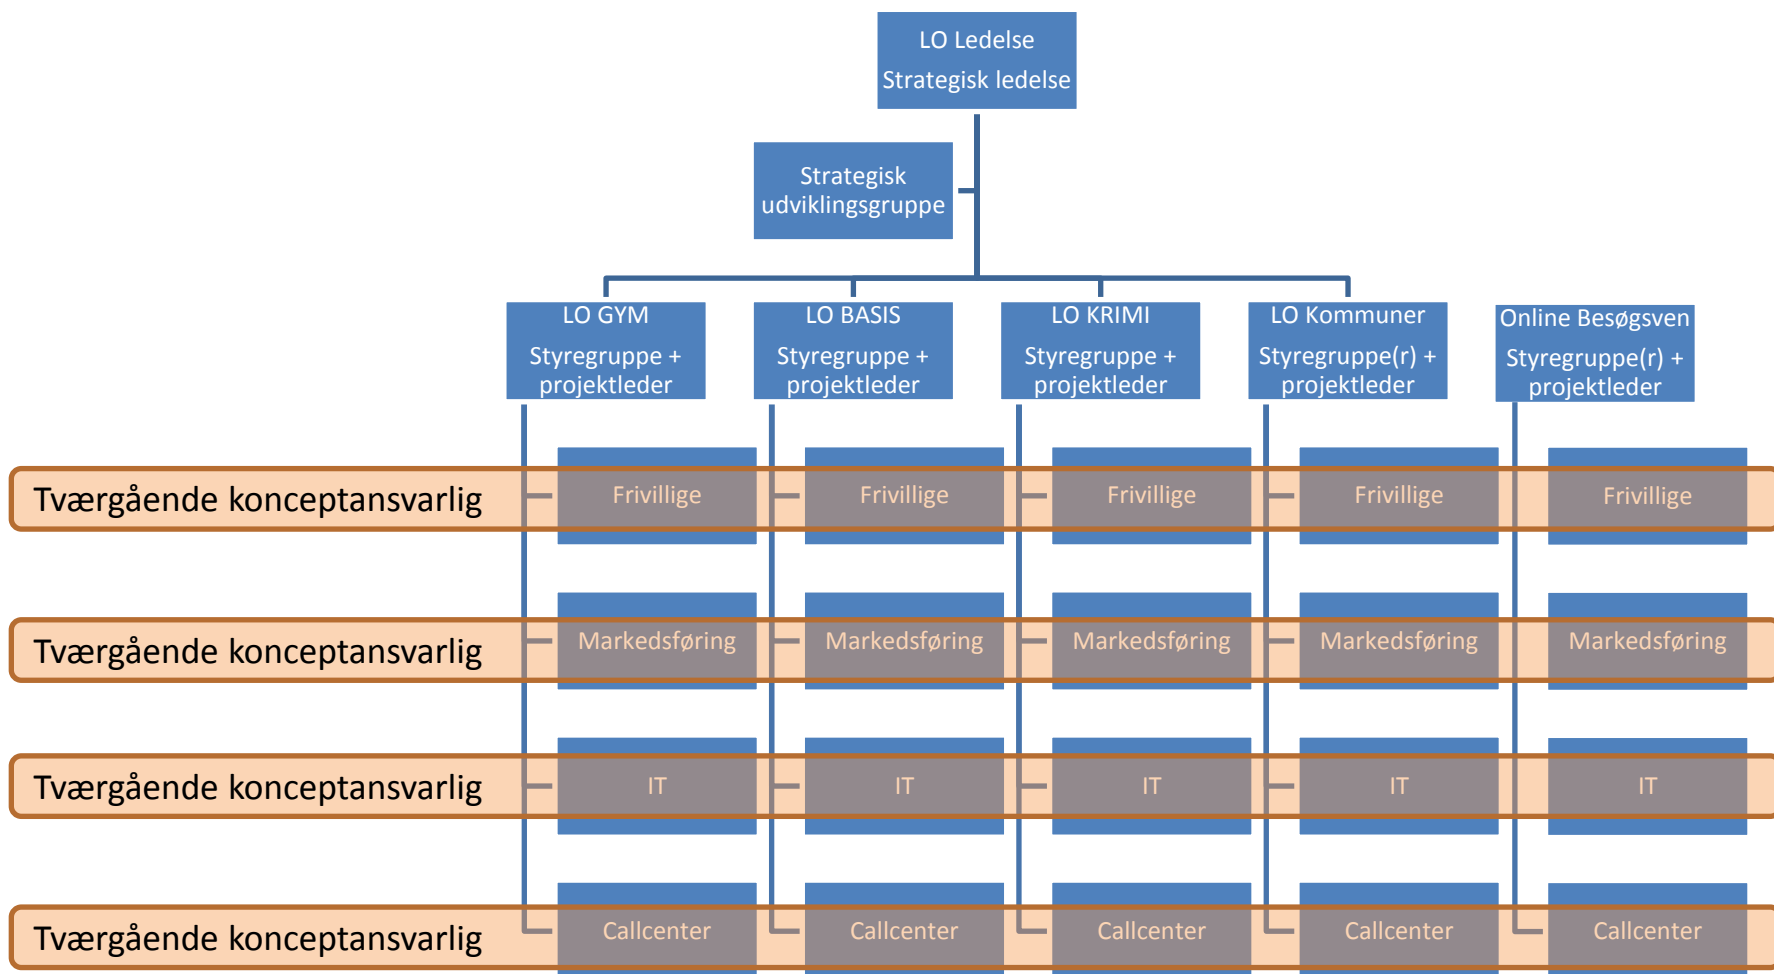 LO Ledelse
Strategisk ledelse
Strategisk
udviklingsgruppe
LO GYM
Styregruppe +
projektleder
LO BASIS
Styregruppe +
projektleder
LO KRIMI
Styregruppe +
projektleder
LO Kommuner
Styregruppe(r) +
projektleder
Online Besøgsven
Styregruppe(r) +
projektleder
Tværgående konceptansvarlig
Frivillige
Frivillige
Frivillige
Frivillige
Frivillige
Tværgående konceptansvarlig
Markedsføring
Markedsføring
Markedsføring
Markedsføring
Markedsføring
Tværgående konceptansvarlig
IT
IT
IT
IT
IT
Tværgående konceptansvarlig
Callcenter
Callcenter
Callcenter
Callcenter
Callcenter